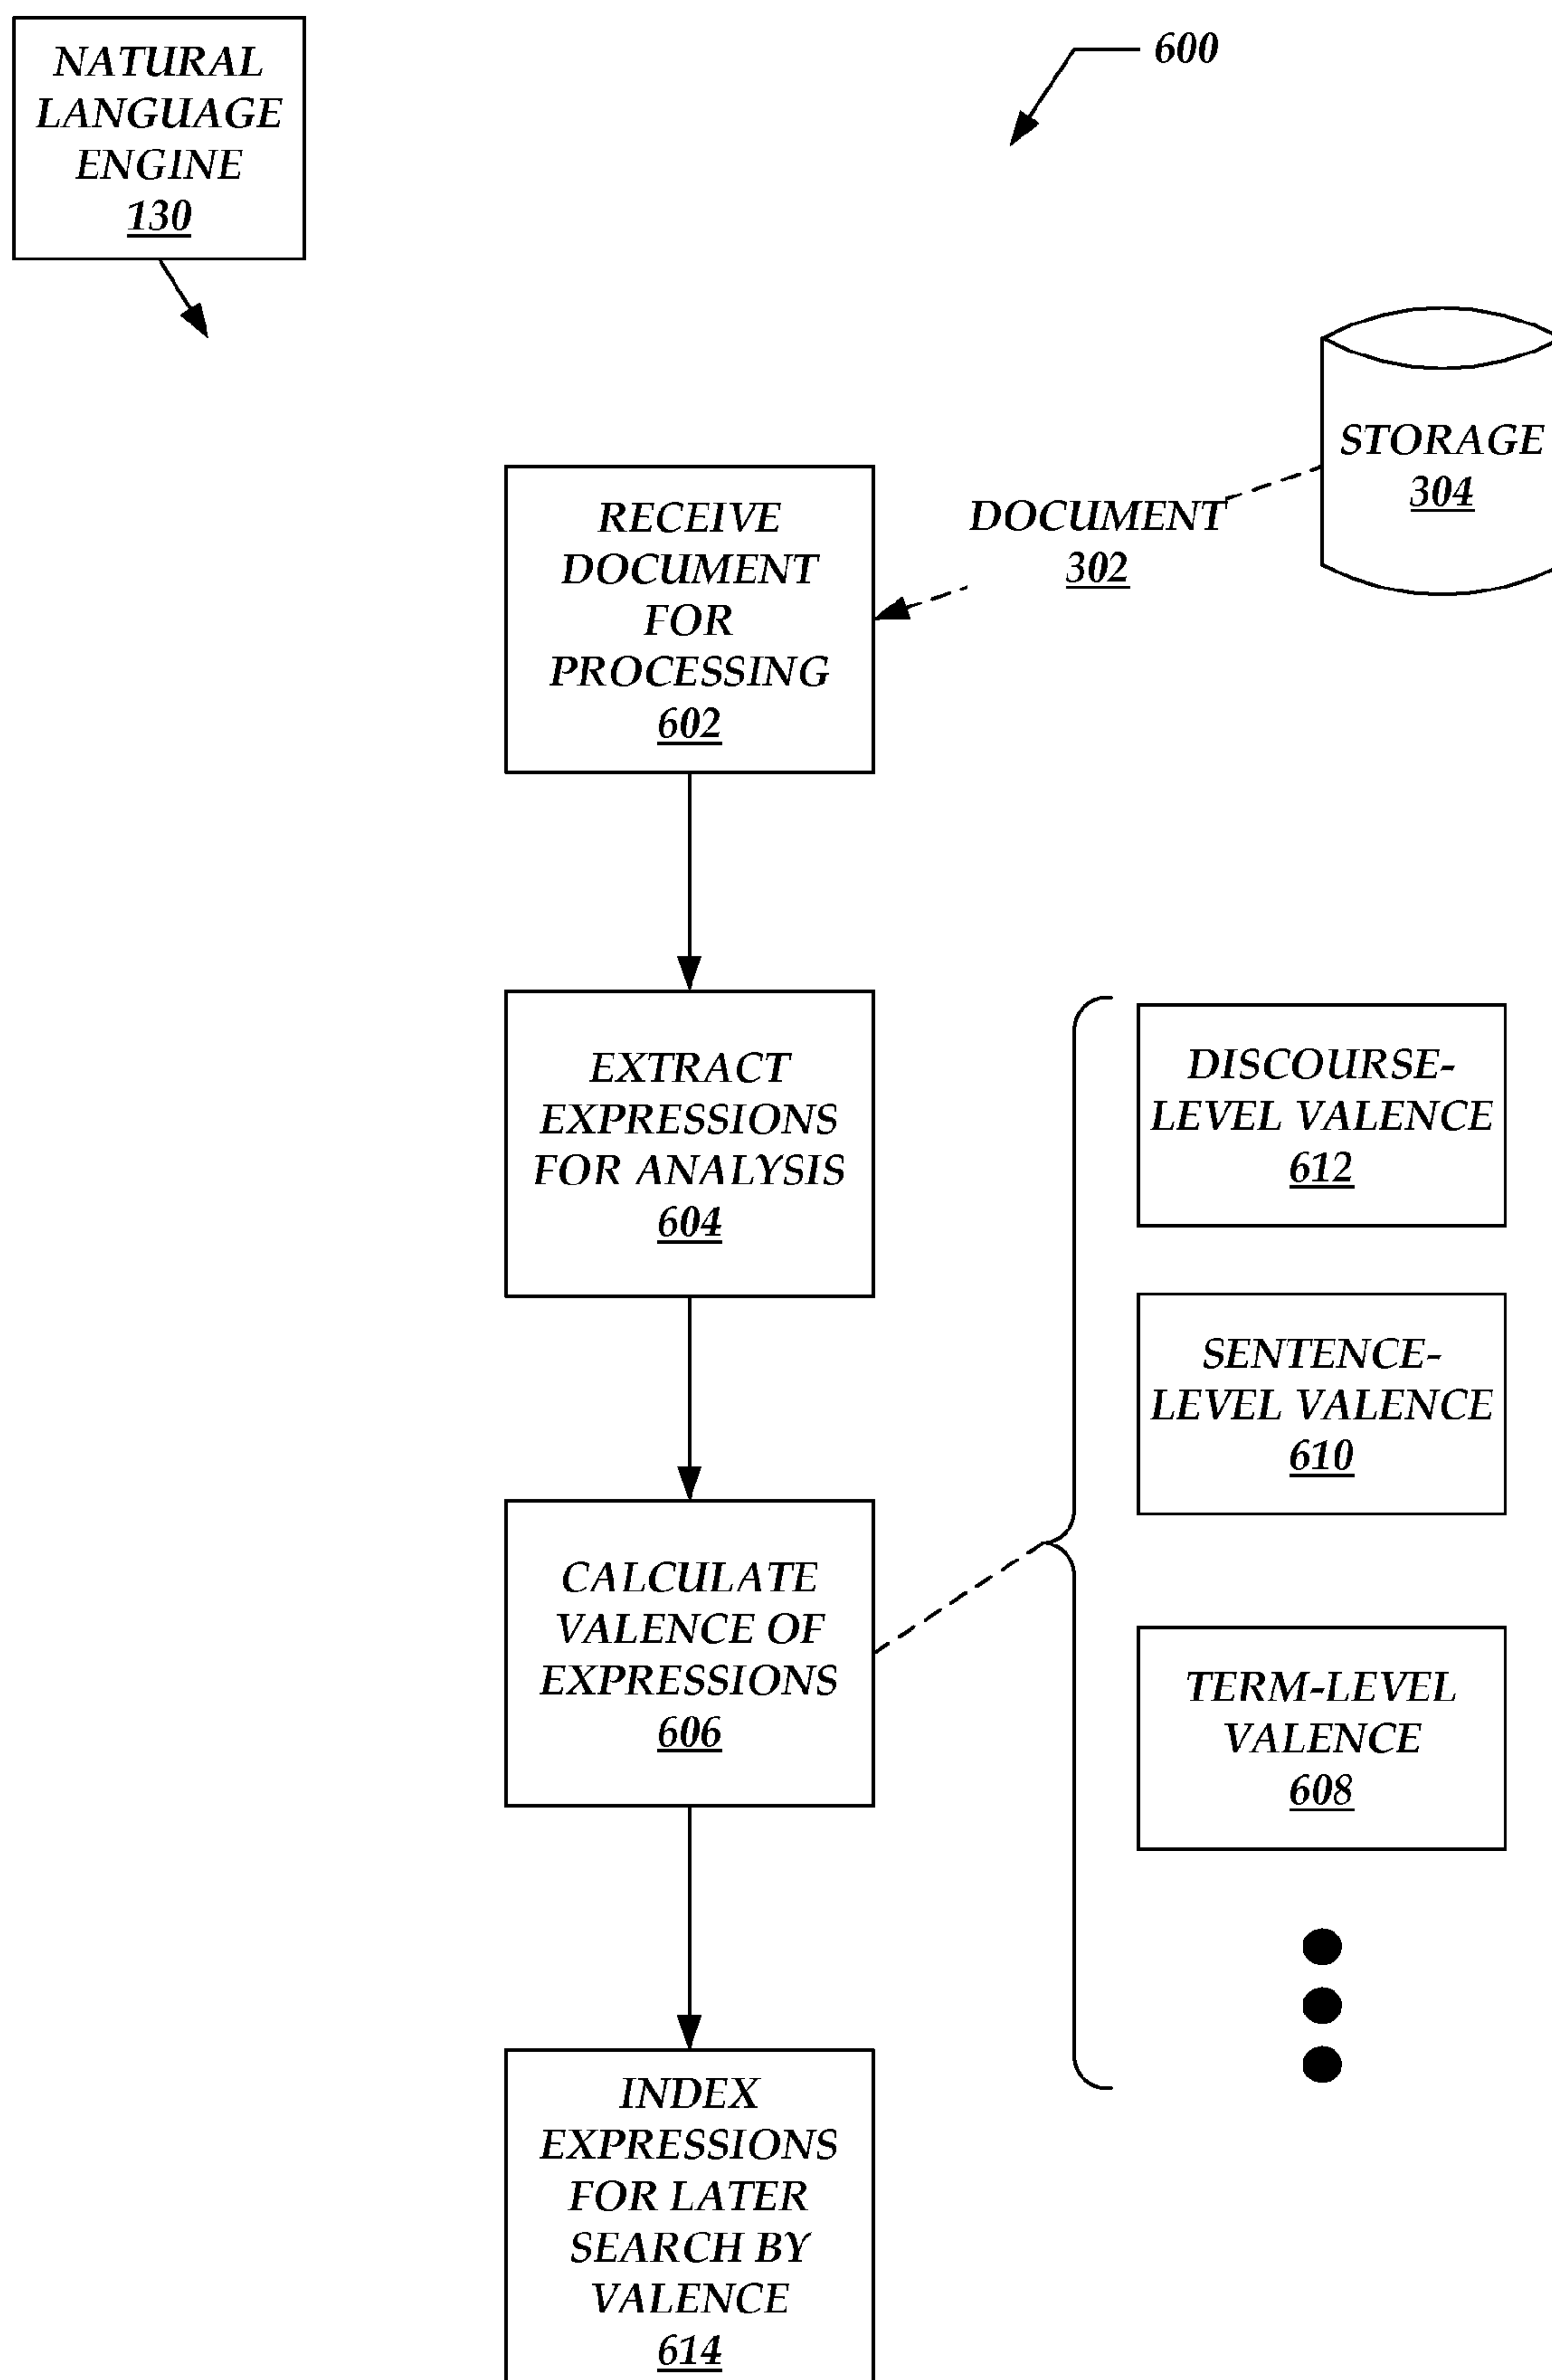 NATURAL
LANGUAGE
ENGINE
130
600
STORAGE
304
DOCUMENT
302
RECEIVE
DOCUMENT
FOR
PROCESSING
602
EXTRACT
EXPRESSIONS
FOR ANALYSIS
604
DISCOURSE-
LEVEL VALENCE
612
SENTENCE-
LEVEL VALENCE
610
CALCULATE
VALENCE OF
EXPRESSIONS
606
TERM-LEVEL
VALENCE
608
INDEX
EXPRESSIONS
FOR LATER
SEARCH BY
VALENCE
614